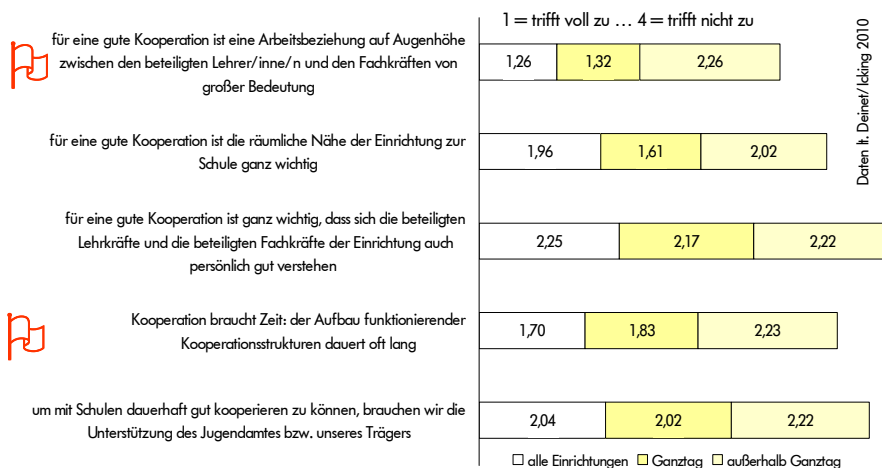 1 = trifft voll zu ... 4 = trifft nicht zu
für eine gute Kooperation ist eine Arbeitsbeziehung auf Augenhöhe
zwischen den beteiligten Lehrer/inne/n und den Fachkräften von
großer Bedeutung
1,26 1,32 2,26
für eine gute Kooperation ist die räumliche Nähe der Einrichtung zur
Schule ganz wichtig
1,96 1,61 2,02
für eine gute Kooperation ist ganz wichtig, dass sich die beteiligten
Lehrkräfte und die beteiligten Fachkräfte der Einrichtung auch
persönlich gut verstehen
2,25 2,17 2,22
Kooperation braucht Zeit: der Aufbau funktionierender
Kooperationsstrukturen dauert oft lang
1,70 1,83 2,23
um mit Schulen dauerhaft gut kooperieren zu können, brauchen wir die
Unterstützung des Jugendamtes bzw. unseres Trägers
2,04 2,02 2,22
alle Einrichtungen Ganztag außerhalb Ganztag
Daten lt. Deinet/Icking 2010